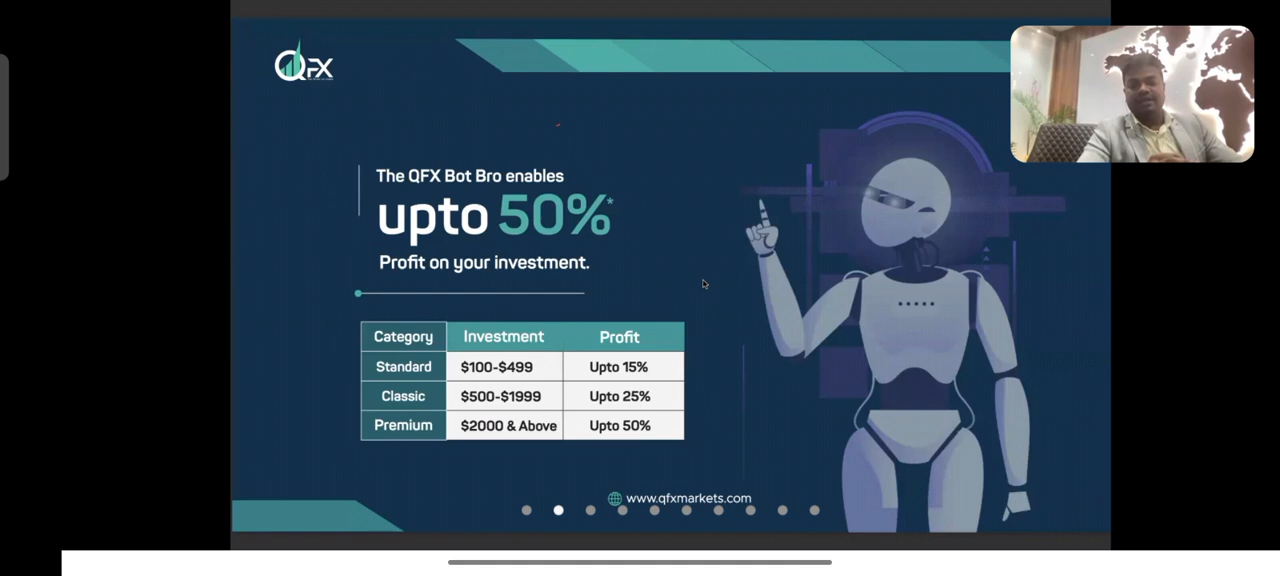 QFX
The QFX Bot Bro enables
upto 50%*
Profit on your investment.
Category Investment Profit
Standard $100-$499 Upto 15%
Classic $500-$1999 Upto 25%
Premium $2000 & Above Upto 50%
www.qfxmarkets.com